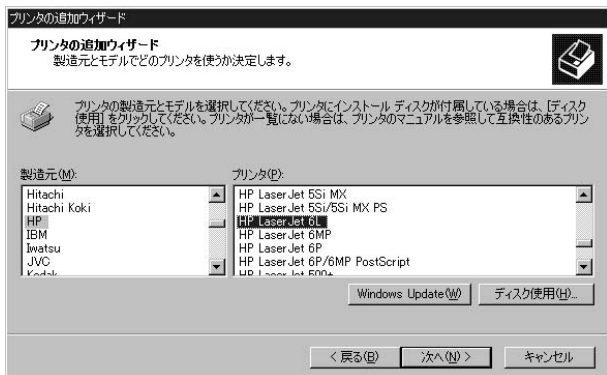 プリンタの追加ウィザード
プリンタの追加ウィザード
製造元とモデルでどのプリンタを使うか決定します。
プリンタの製造元とモデルを選択してください。プリンタにインストール ディスクが付属している場合は、[ディスク
使用] をクリックしてください。プリンタが一覧にない場合は、プリンタのマニュアルを参照して互換性のあるプリン
タを選択してください。
製造元(M):
Hitachi
Hitachi Koki
HP
IBM
Iwatsu
JVC
Kodak
プリンタ(P):
HP LaserJet 5Si MX
HP LaserJet 5Si/5Si MX PS
HP LaserJet 6L
HP LaserJet 6MP
HP LaserJet 6P
HP LaserJet 6P/6MP PostScript
HP LaserJet 500+
Windows Update(W)
ディスク使用(H)...
< 戻る(B)
次へ(N) >
キャンセル